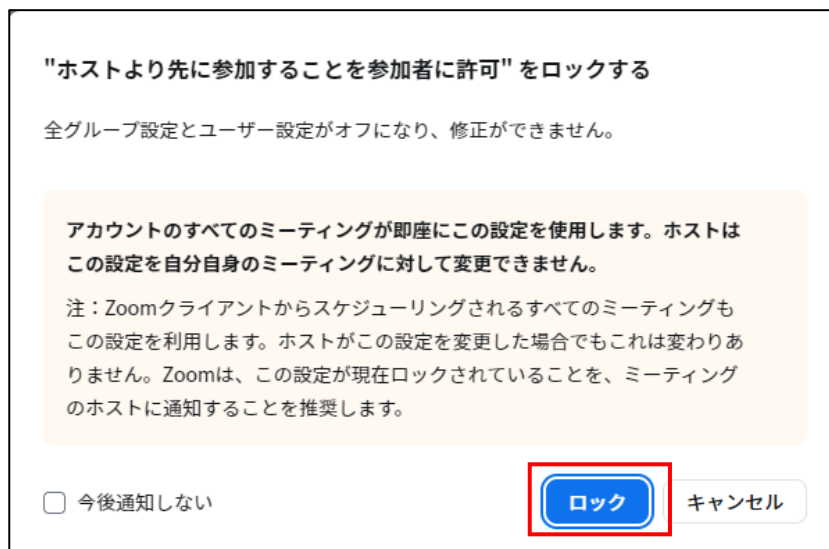 "ホストより先に参加することを参加者に許可" をロックする
全グループ設定とユーザー設定がオフになり、修正ができません。
アカウントのすべてのミーティングが即座にこの設定を使用します。ホストは
この設定を自分自身のミーティングに対して変更できません。
注：Zoomクライアントからスケジューリングされるすべてのミーティングも
この設定を利用します。ホストがこの設定を変更した場合でもこれは変わりあ
りません。Zoomは、この設定が現在ロックされていることを、ミーティング
のホストに通知することを推奨します。
今後通知しない
ロック
キャンセル